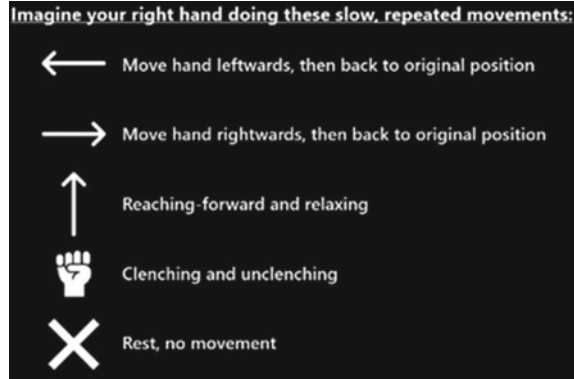 Imagine your right hand doing these slow, repeated movements:
Move hand leftwards, then back to original position
Move hand rightwards, then back to original position
Reaching-forward and relaxing
Clenching and unclenching
Rest, no movement